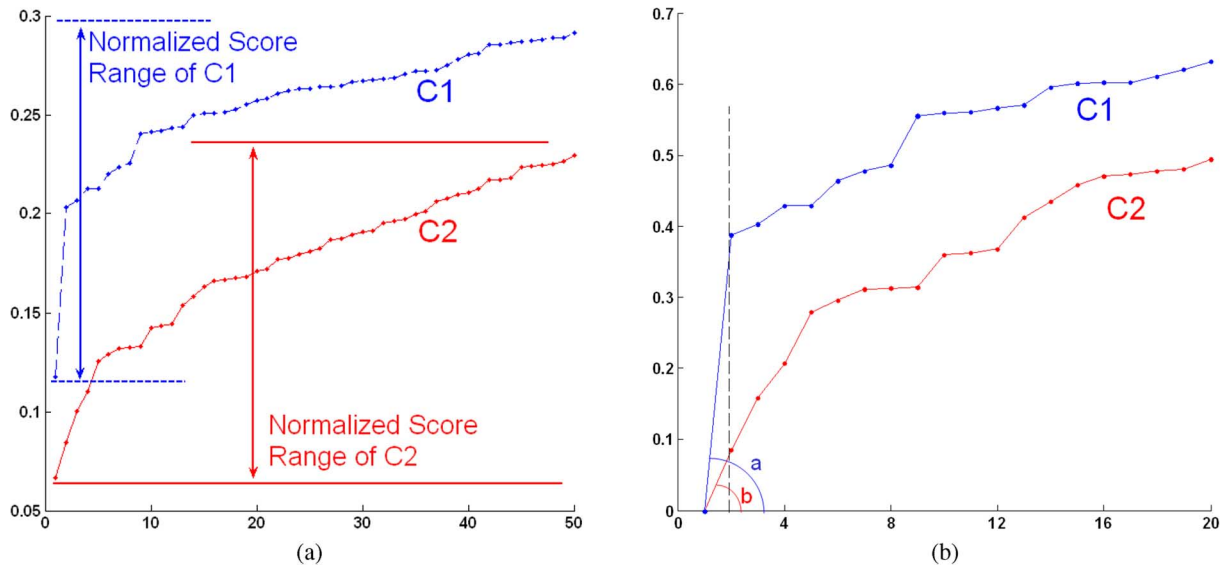 0.3
0.25
0.2
0.15
0.1
0.05
0
10
20
30
40
50
Normalized Score
Range of C1
C1
C2
Normalized Score
Range of C2
(a)
0.7
0.6
0.5
0.4
0.3
0.2
0.1
0
0
4
8
12
16
20
C1
C2
a
b
(b)